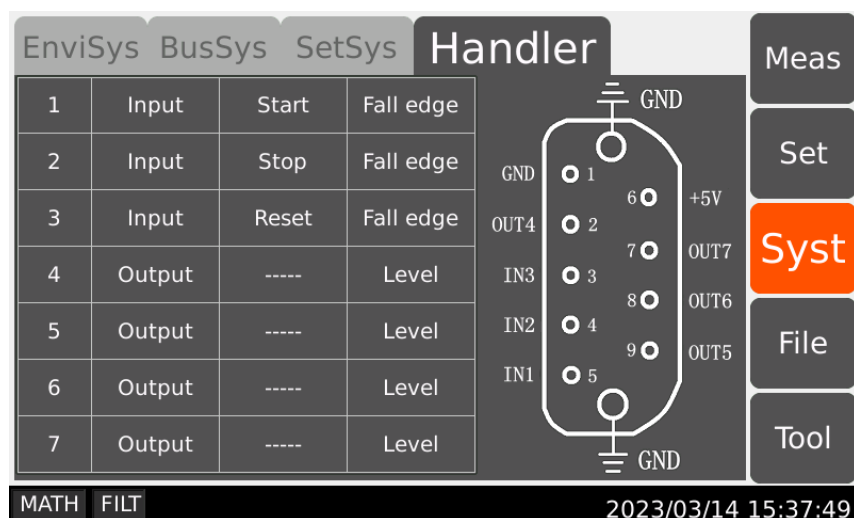 EnviSys BusSys SetSys Handler Meas
1 Input Start Fall edge
2 Input Stop Fall edge
3 Input Reset Fall edge
4 Output ----- Level
5 Output ----- Level
6 Output ----- Level
7 Output ----- Level
GND
GND 1
6 +5V
OUT4 2
7 OUT7
IN3 3
8 OUT6
IN2 4
9 OUT5
IN1 5
GND
Set
Syst
File
Tool
MATH FILT 2023/03/14 15:37:49